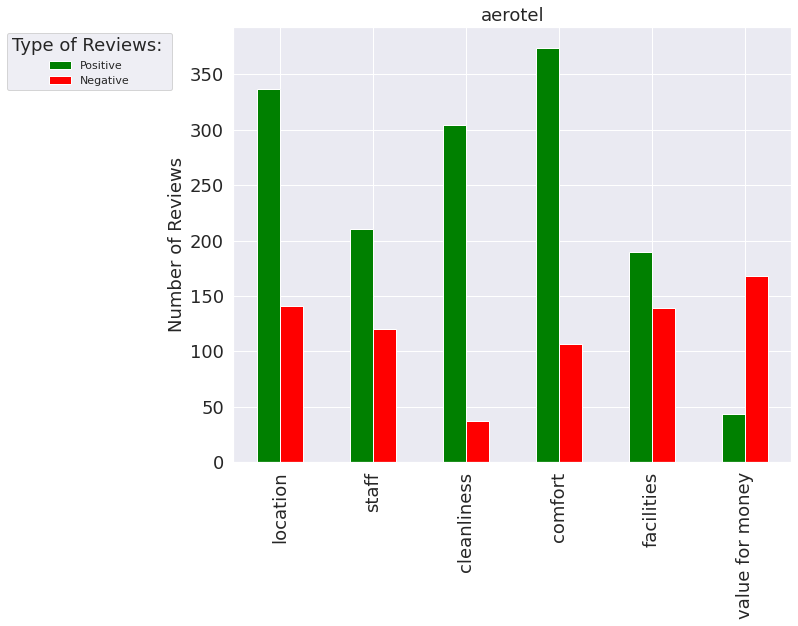 aerotel
Type of Reviews:
Positive
Negative
Number of Reviews
350
300
250
200
150
100
50
0
location
staff
cleanliness
comfort
facilities
value for money